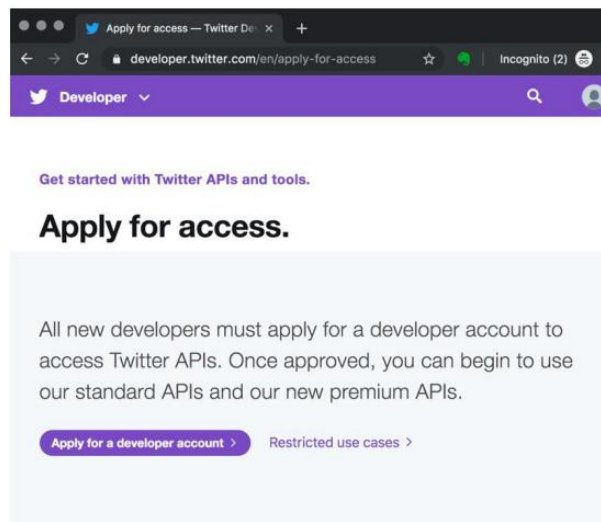 Apply for access — Twitter De
developer.twitter.com/en/apply-for-access
Incognito (2)
Developer
Get started with Twitter APIs and tools.
Apply for access.
All new developers must apply for a developer account to
access Twitter APIs. Once approved, you can begin to use
our standard APIs and our new premium APIs.
Apply for a developer account >
Restricted use cases >